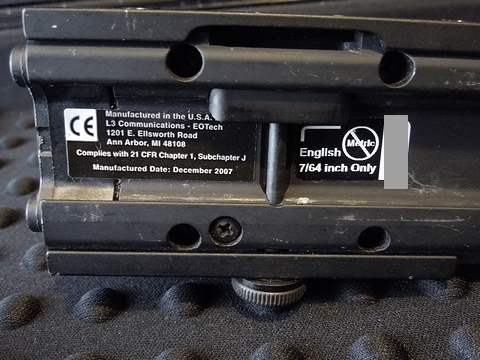 CE
Manufactured in the U.S.A.
L3 Communications - EOTech
1201 E. Ellsworth Road
Ann Arbor, MI 48108
Complies with 21 CFR Chapter 1, Subchapter J
Manufactured Date: December 2007
English
Metric
7/64 inch Only